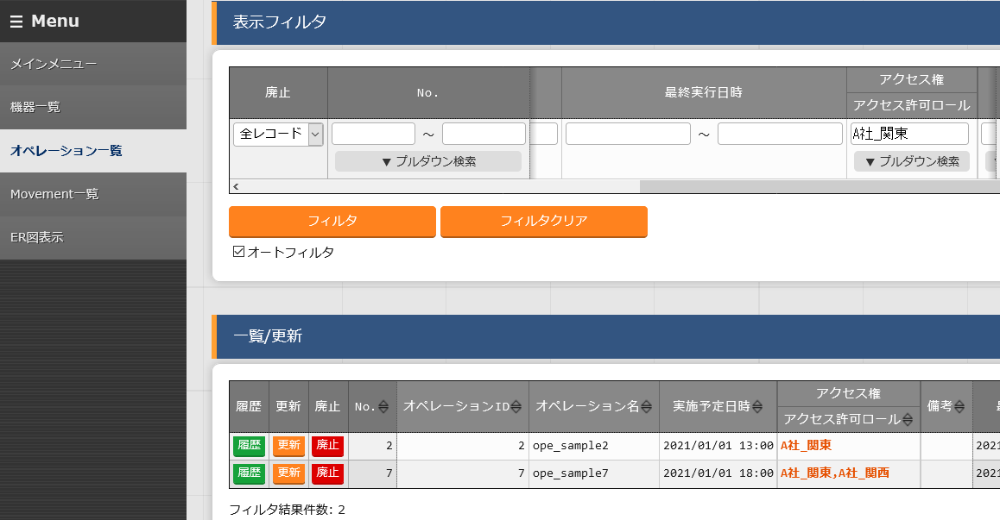 ☰ Menu
メインメニュー
機器一覧
オペレーション一覧
Movement一覧
ER図表示
表示フィルタ
廃止 No. 最終実行日時 アクセス権
アクセス許可ロール
全レコード ～ ～ A社_関東
▼プルダウン検索 ▼プルダウン検索
フィルタ フィルタクリア
オートフィルタ
一覧/更新
履歴 更新 廃止 No. オペレーションID オペレーション名 実施予定日時 アクセス権 備考
アクセス許可ロール
履歴 更新 廃止 2 2 ope_sample2 2021/01/01 13:00 A社_関東 2021
履歴 更新 廃止 7 7 ope_sample7 2021/01/01 18:00 A社_関東,A社_関西 2021
フィルタ結果件数: 2